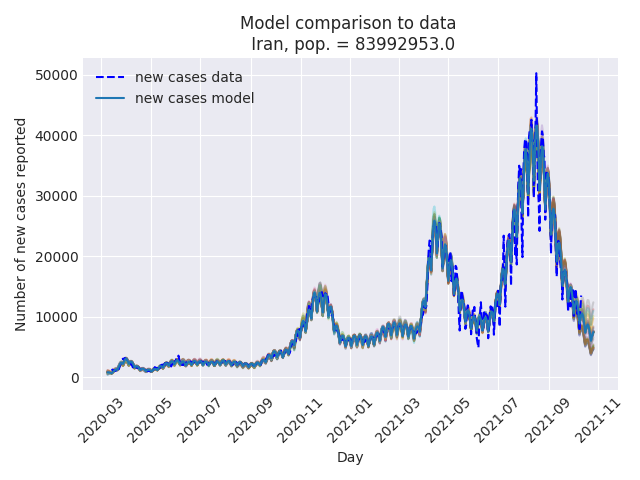 Model comparison to data
Iran, pop. = 83992953.0
new cases data
new cases model
Number of new cases reported
50000
40000
30000
20000
10000
0
2020-03
2020-05
2020-07
2020-09
2020-11
2021-01
2021-03
2021-05
2021-07
2021-09
2021-11
Day